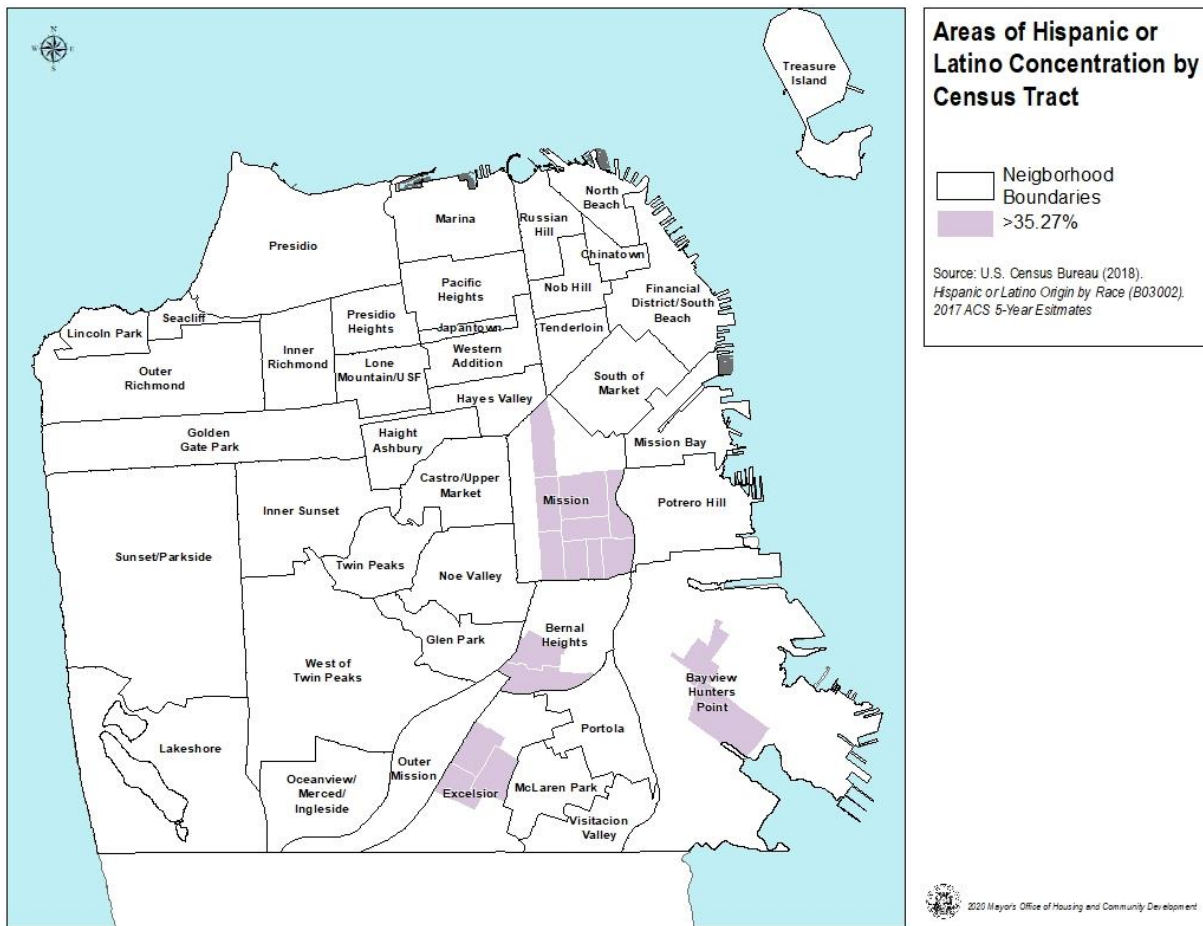 N
W
E
S
Treasure
Island
North
Beach
Marina
Russian
Hill
Presidio
Chinatown
Pacific
Heights
Nob Hill
Financial
District/South
Beach
Seacliff
Presidio
Heights
Lincoln Park
Japantown
Tenderloin
Inner
Richmond
Western
Addition
Outer
Richmond
Lone
Mountain/USF
South of
Market
Hayes Valley
Golden
Gate Park
Haight
Ashbury
Mission Bay
Castro/Upper
Market
Mission
Potrero Hill
Inner Sunset
Sunset/Parkside
Twin Peaks
Noe Valley
Bernal
Heights
Glen Park
West of
Twin Peaks
Bayview
Hunters
Point
Portola
Lakeshore
Outer
Mission
Oceanview/
Merced/
Ingleside
Excelsior
McLaren Park
Visitacion
Valley
Areas of Hispanic or
Latino Concentration by
Census Tract
Neigborhood
Boundaries
>35.27%
Source: U.S. Census Bureau (2018).
Hispanic or Latino Origin by Race (B03002).
2017 ACS 5-Year Esitmates
2020 Mayor's Office of Housing and Community Development